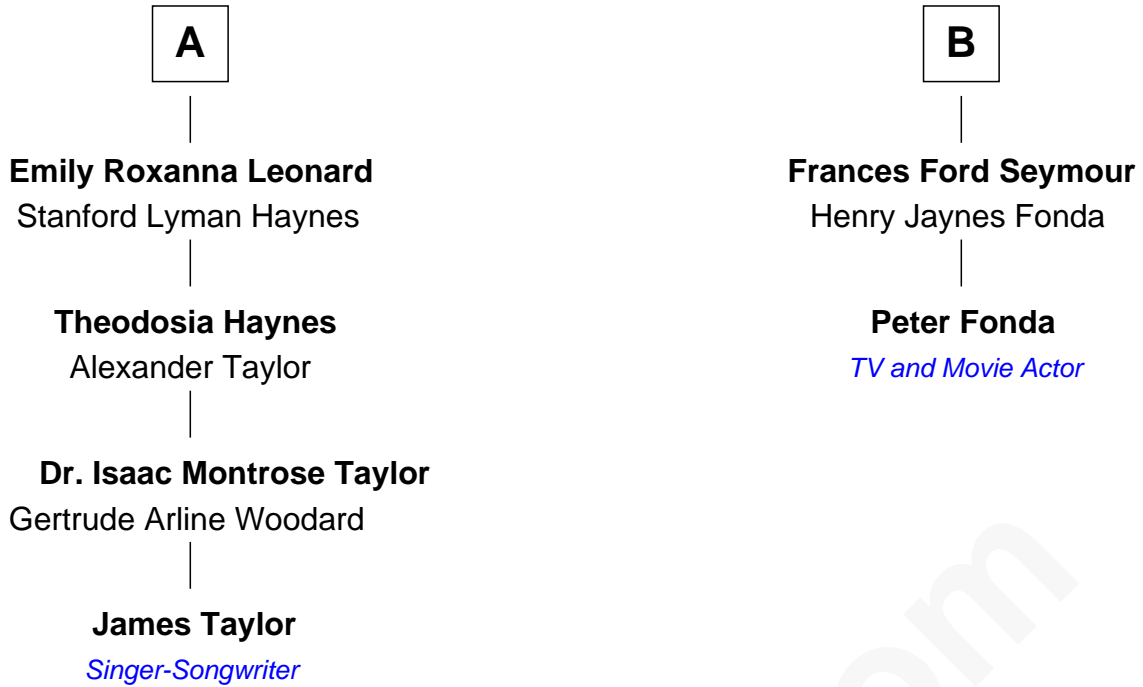 A
Emily Roxanna Leonard
Stanford Lyman Haynes
Theodosia Haynes
Alexander Taylor
Dr. Isaac Montrose Taylor
Gertrude Arline Woodard
James Taylor
Singer-Songwriter
B
Frances Ford Seymour
Henry Jaynes Fonda
Peter Fonda
TV and Movie Actor
om